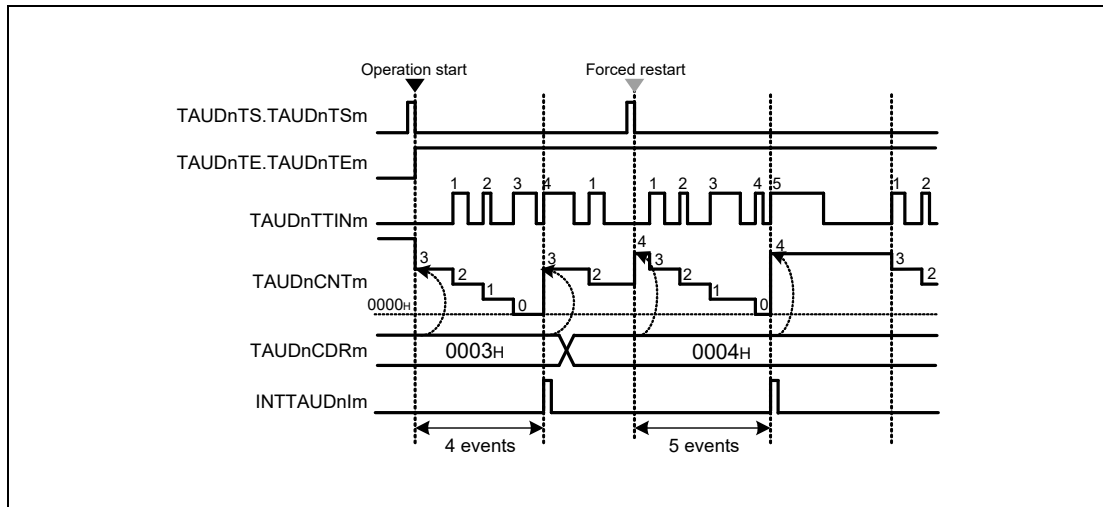 Operation start
Forced restart
TAUDnTS.TAUDnTSm
TAUDnTE.TAUDnTEm
1 2 3 4 1 1 2 3 4 5 1 2
TAUDnTTINm
3 2 1 0 3 2 4 3 2 1 0 4 3 2
TAUDnCNTm
0000H
TAUDnCDRm
0003H
0004H
INTTAUDnIm
4 events
5 events